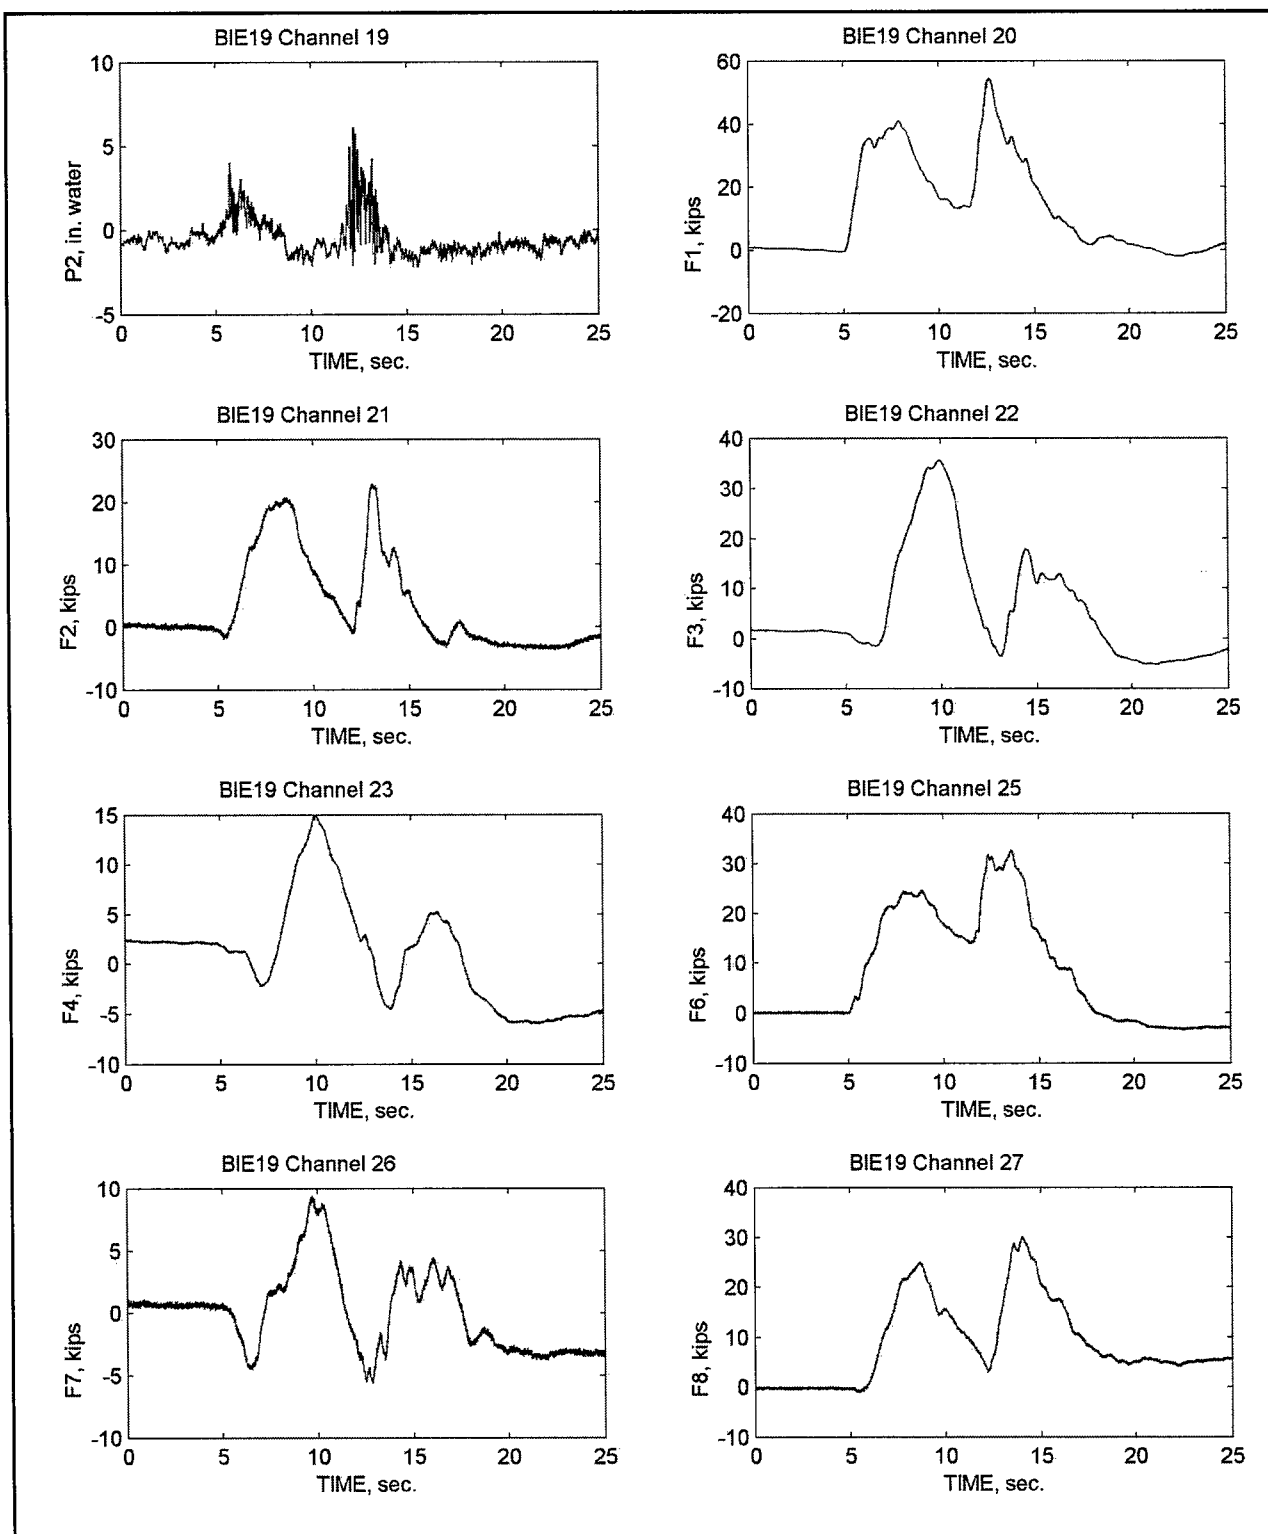 BIE19 Channel 19
10
5
0
-5
P2, in. water
0 5 10 15 20 25
TIME, sec.
BIE19 Channel 20
60
40
20
0
-20
F1, kips
0 5 10 15 20 25
TIME, sec.
BIE19 Channel 21
30
20
10
0
-10
F2, kips
0 5 10 15 20 25
TIME, sec.
BIE19 Channel 22
40
30
20
10
0
-10
F3, kips
0 5 10 15 20 25
TIME, sec.
BIE19 Channel 23
15
10
5
0
-5
-10
F4, kips
0 5 10 15 20 25
TIME, sec.
BIE19 Channel 25
40
30
20
10
0
-10
F6, kips
0 5 10 15 20 25
TIME, sec.
BIE19 Channel 26
10
5
0
-5
-10
F7, kips
0 5 10 15 20 25
TIME, sec.
BIE19 Channel 27
40
30
20
10
0
-10
F8, kips
0 5 10 15 20 25
TIME, sec.